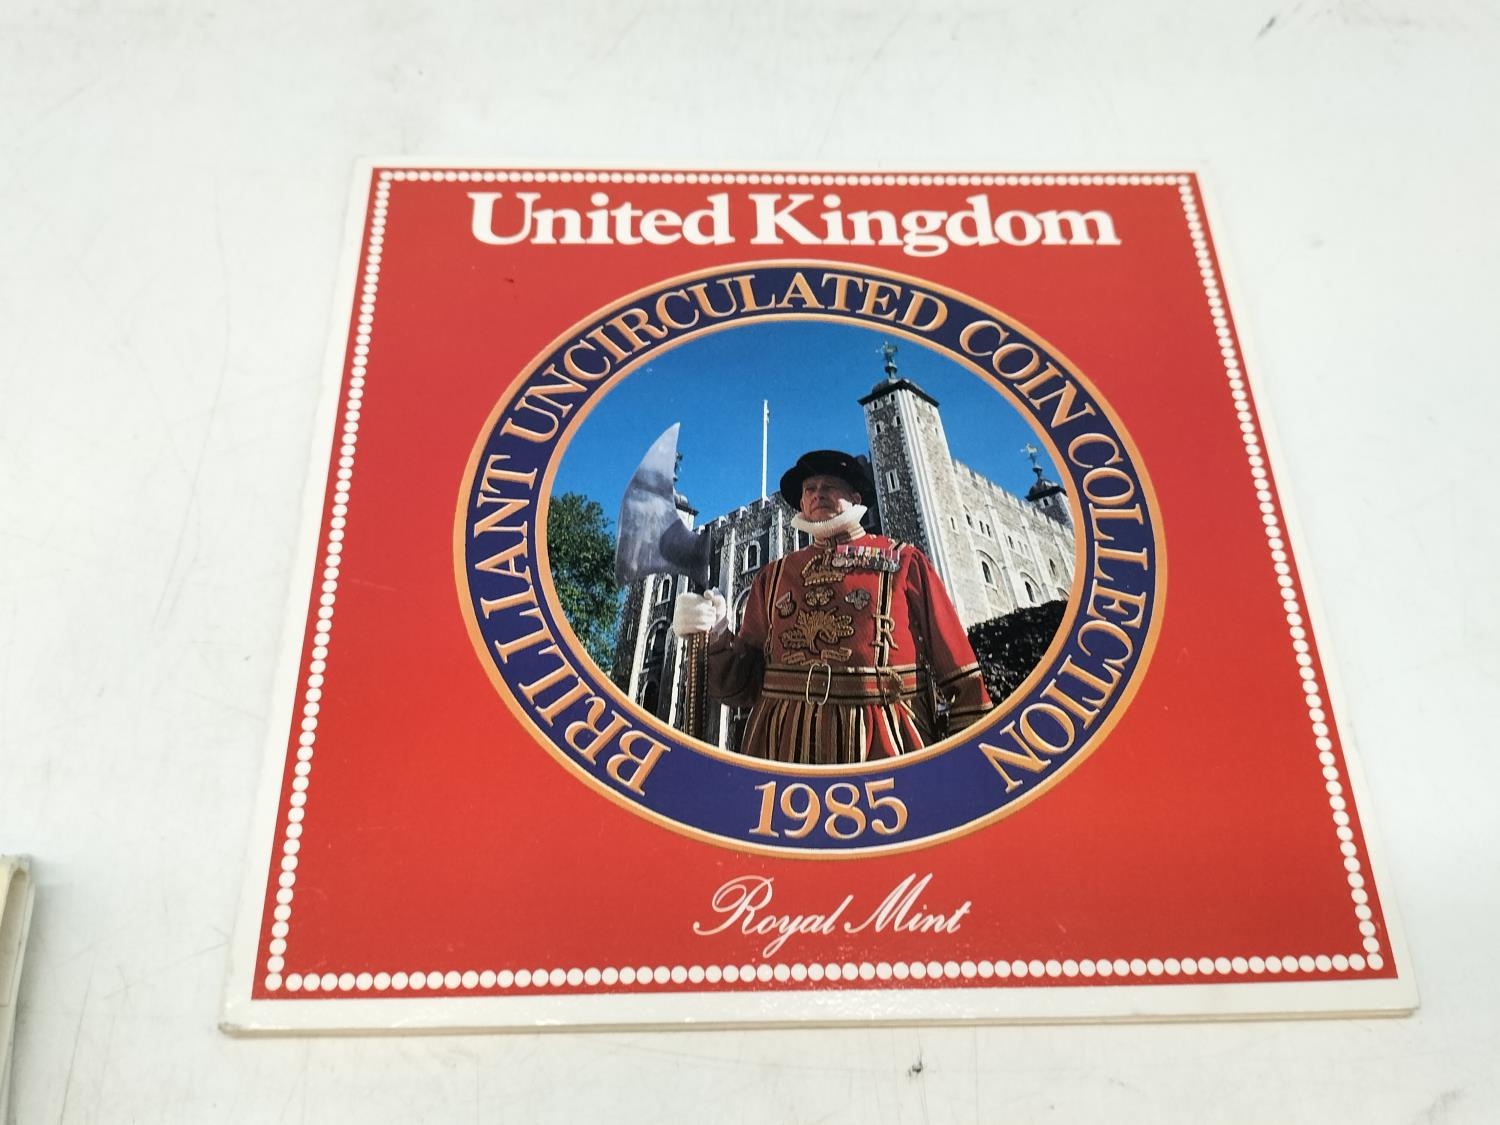 United Kingdom
BRILLIANT UNCIRCULATED COIN COLLECTION
R
1985
Royal Mint